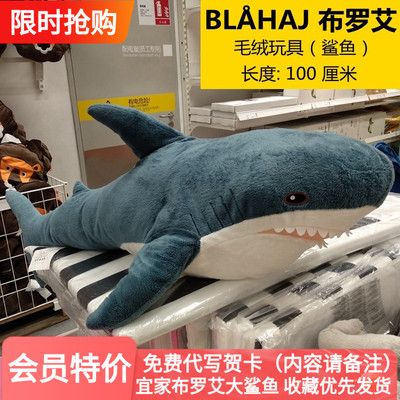 限时抢购
BLÅHAJ 布罗艾
毛绒玩具（鲨鱼）
长度: 100 厘米
会员特价
免费代写贺卡（内容请备注）
宜家布罗艾大鲨鱼 收藏优先发货